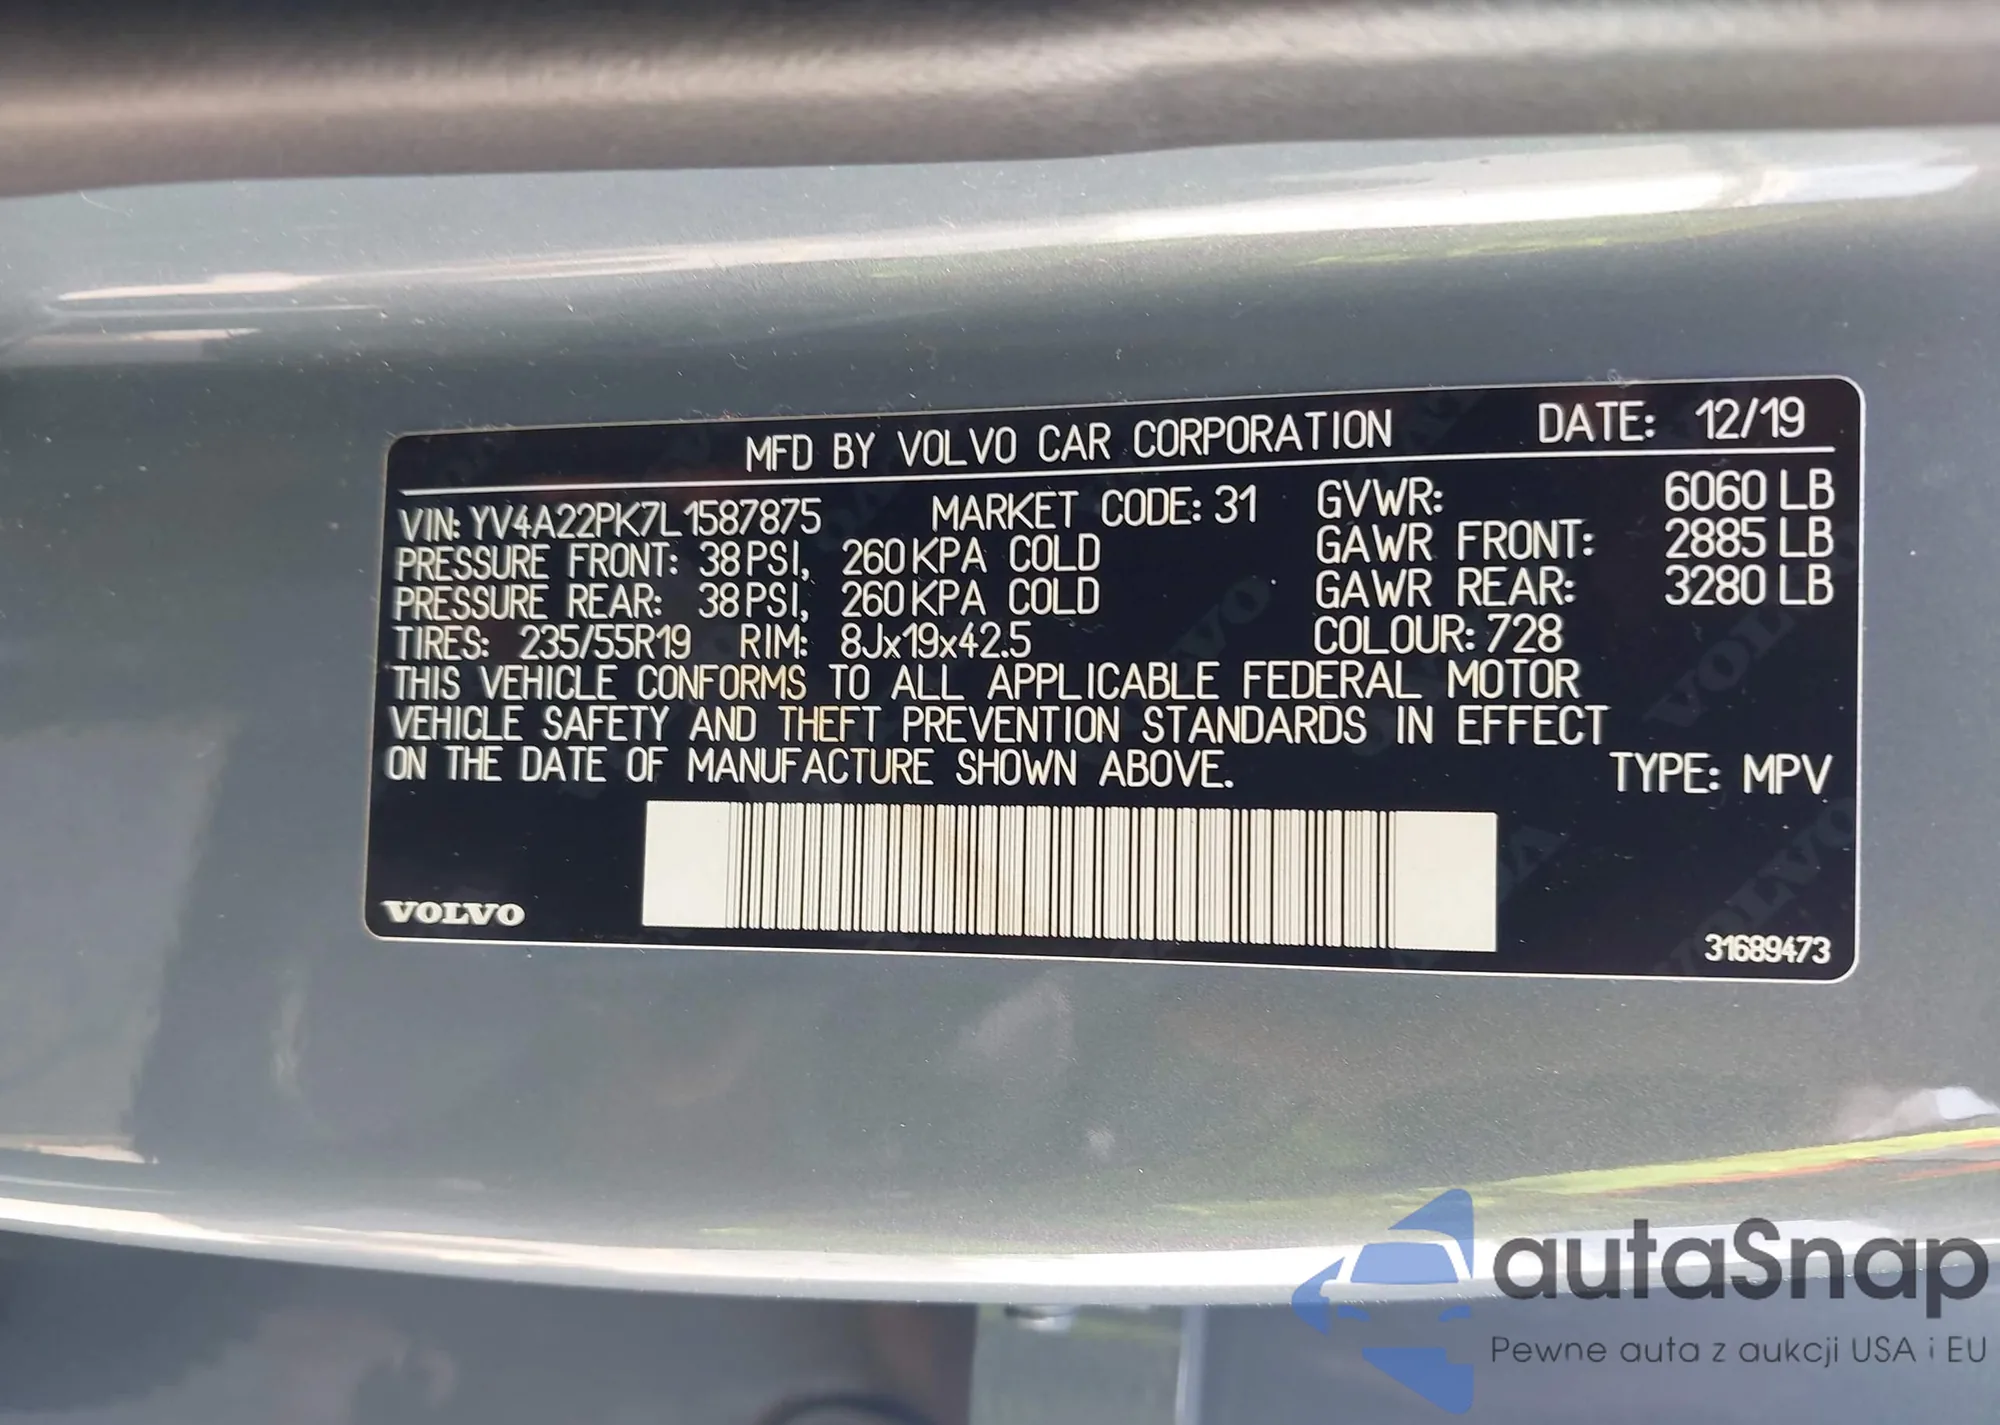 MFD BY VOLVO CAR CORPORATION DATE: 12/19
VIN: YV4A22PK7L1587875 MARKET CODE: 31 GVWR: 6060 LB
PRESSURE FRONT: 38 PSI, 260 KPA COLD GAWR FRONT: 2885 LB
PRESSURE REAR: 38 PSI, 260 KPA COLD GAWR REAR: 3280 LB
TIRES: 235/55R19 RIM: 8Jx19x42.5 COLOUR: 728
THIS VEHICLE CONFORMS TO ALL APPLICABLE FEDERAL MOTOR
VEHICLE SAFETY AND THEFT PREVENTION STANDARDS IN EFFECT
ON THE DATE OF MANUFACTURE SHOWN ABOVE. TYPE: MPV
VOLVO 31689473
autaSnap
Pewne auta z aukcji USA i EU